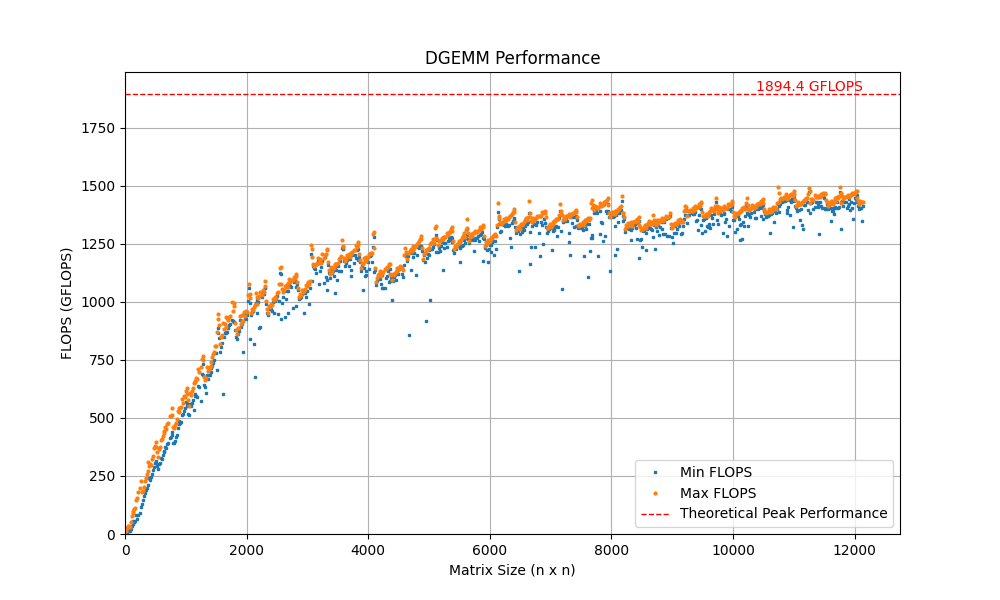 DGEMM Performance
1894.4 GFLOPS
FLOPS (GFLOPS)
1750
1500
1250
1000
750
500
250
0
0 2000 4000 6000 8000 10000 12000
Matrix Size (n x n)
Min FLOPS
Max FLOPS
Theoretical Peak Performance